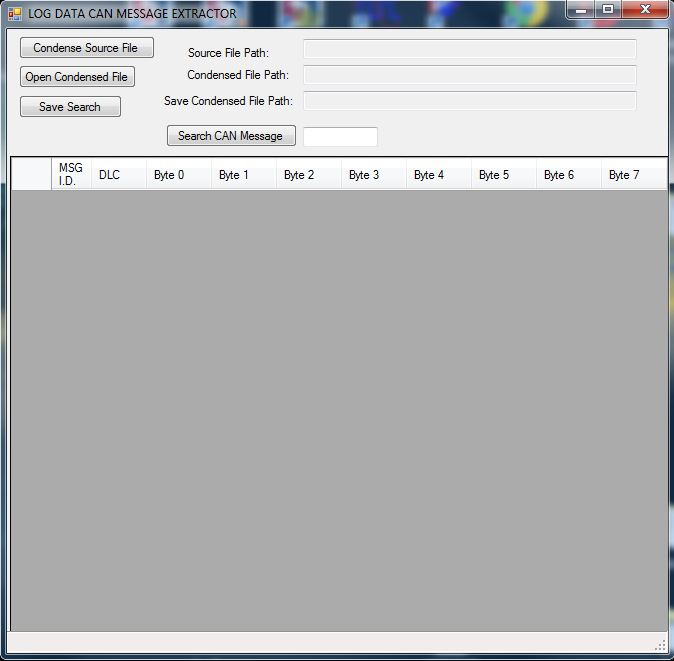 LOG DATA CAN MESSAGE EXTRACTOR
Condense Source File
Source File Path:
Open Condensed File
Condensed File Path:
Save Search
Save Condensed File Path:
Search CAN Message
MSG
I.D.
DLC Byte 0 Byte 1 Byte 2 Byte 3 Byte 4 Byte 5 Byte 6 Byte 7